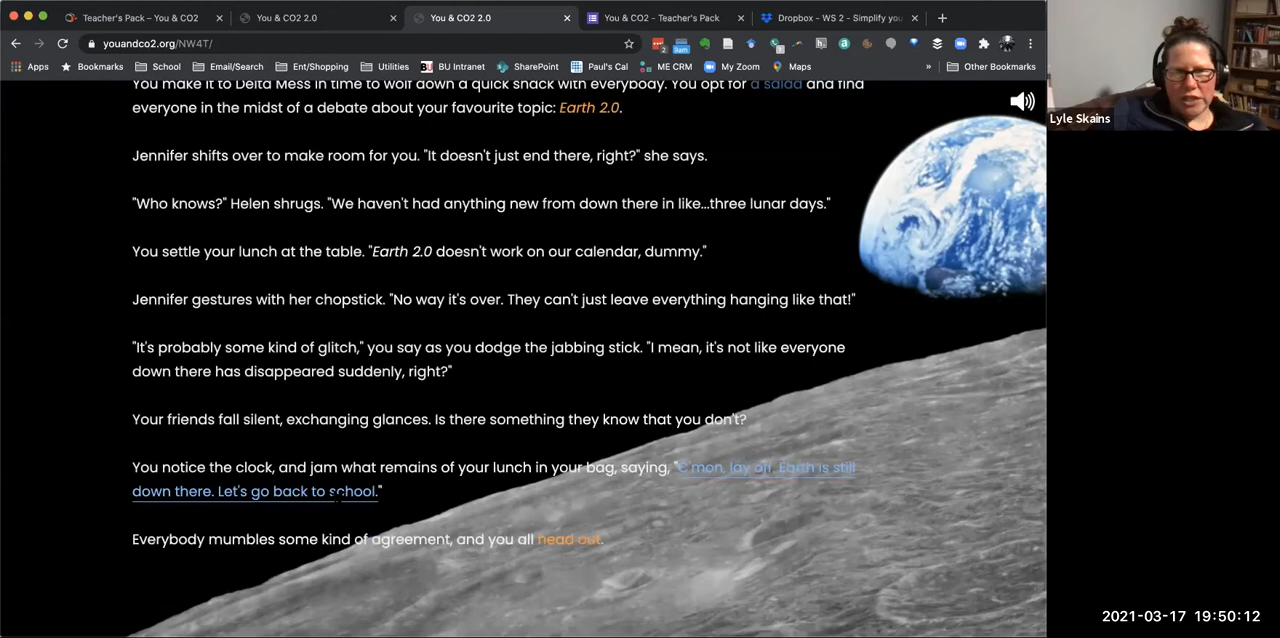 Teacher's Pack – You & CO2
You & CO2 2.0
You & CO2 2.0
You & CO2 - Teacher's Pack
Dropbox - WS 2 - Simplify you
youandco2.org/NW4T/
Apps
Bookmarks
School
Email/Search
Ent/Shopping
Utilities
BU Intranet
SharePoint
Paul's Cal
ME CRM
My Zoom
Maps
»
Other Bookmarks
You make it to Delta Mess in time to wolf down a quick snack with everybody. You opt for a salad and find
everyone in the midst of a debate about your favourite topic: Earth 2.0.
Jennifer shifts over to make room for you. "It doesn't just end there, right?" she says.
"Who knows?" Helen shrugs. "We haven't had anything new from down there in like...three lunar days."
You settle your lunch at the table. "Earth 2.0 doesn't work on our calendar, dummy."
Jennifer gestures with her chopstick. "No way it's over. They can't just leave everything hanging like that!"
"It's probably some kind of glitch," you say as you dodge the jabbing stick. "I mean, it's not like everyone
down there has disappeared suddenly, right?"
Your friends fall silent, exchanging glances. Is there something they know that you don't?
You notice the clock, and jam what remains of your lunch in your bag, saying, "C'mon, lay off. Earth is still
down there. Let's go back to school."
Everybody mumbles some kind of agreement, and you all head out.
Lyle Skains
2021-03-17 19:50:12